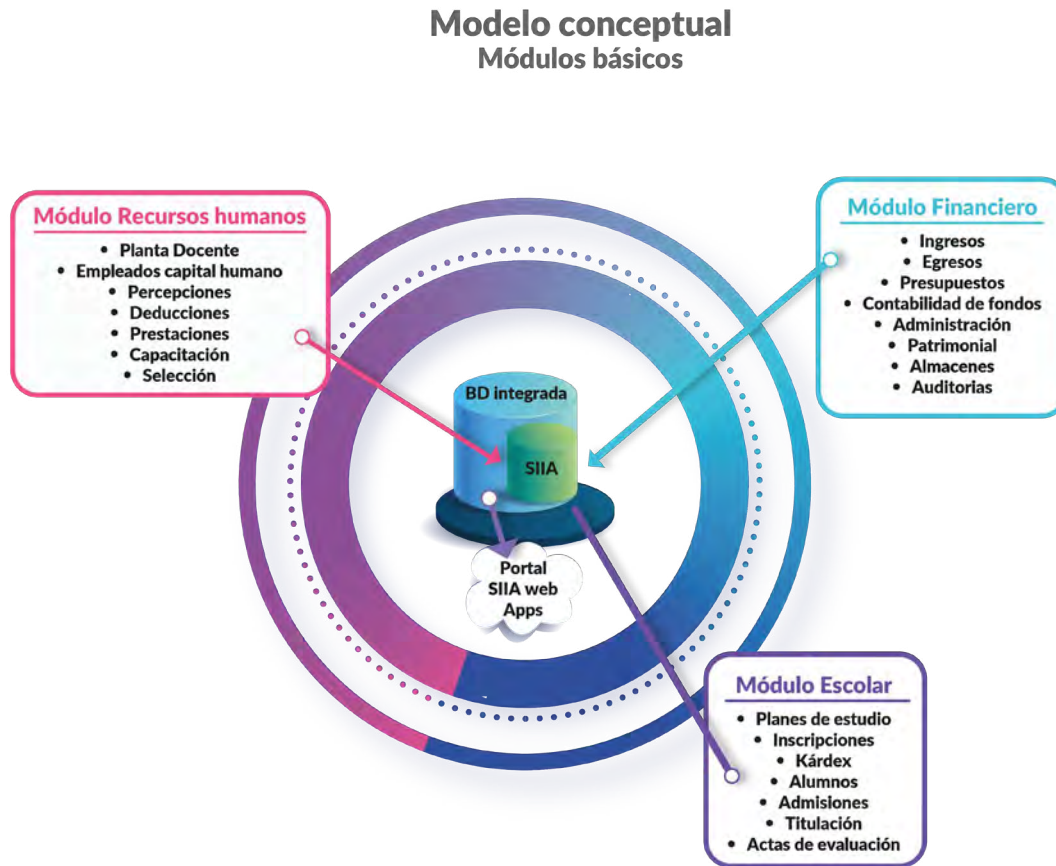 Modelo conceptual
Módulos básicos
Módulo Recursos humanos
• Planta Docente
• Empleados capital humano
• Percepciones
• Deducciones
• Prestaciones
• Capacitación
• Selección
Módulo Financiero
• Ingresos
• Egresos
• Presupuestos
• Contabilidad de fondos
• Administración
• Patrimonial
• Almacenes
• Auditorias
BD integrada
SIIA
Portal
SIIA web
Apps
Módulo Escolar
• Planes de estudio
• Inscripciones
• Kárdex
• Alumnos
• Admisiones
• Titulación
• Actas de evaluación